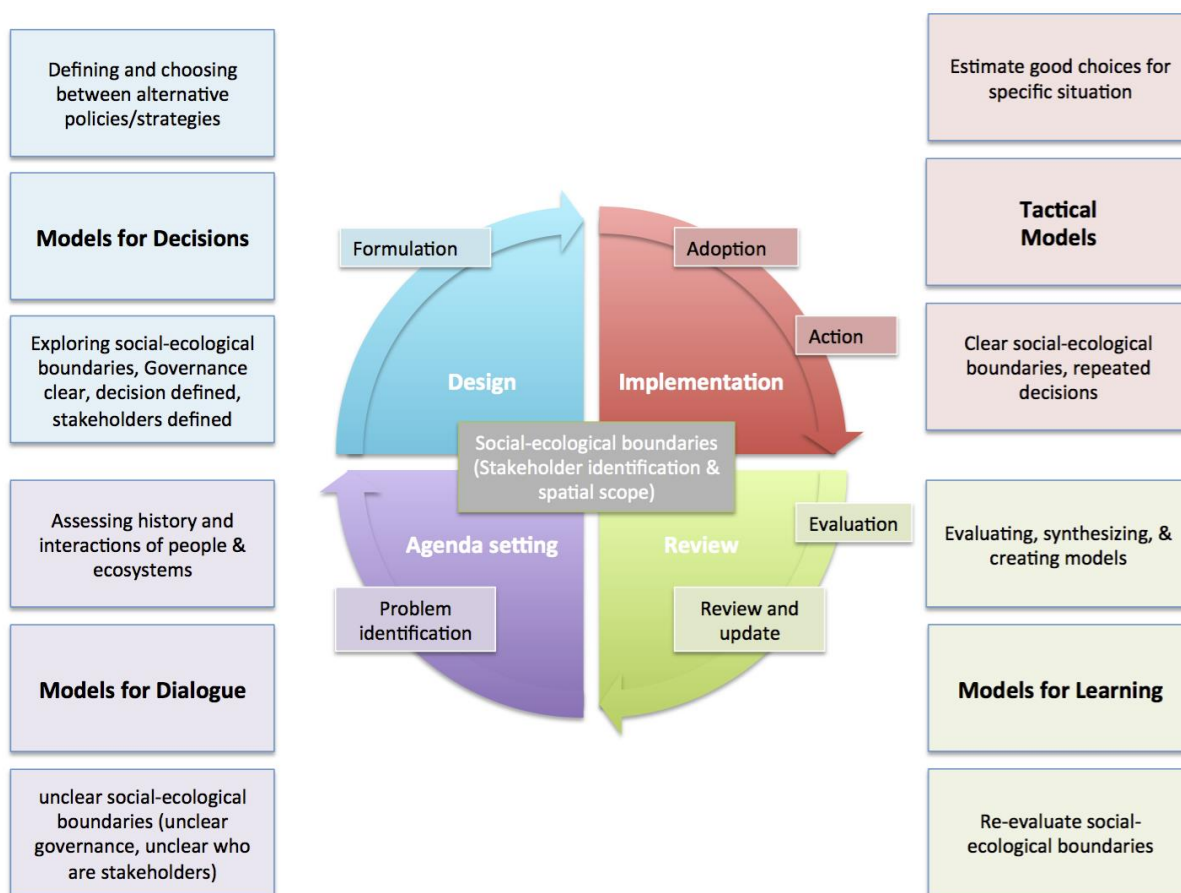 Defining and choosing
between alternative
policies/strategies
Models for Decisions
Exploring social-ecological
boundaries, Governance
clear, decision defined,
stakeholders defined
Assessing history and
interactions of people &
ecosystems
Models for Dialogue
unclear social-ecological
boundaries (unclear
governance, unclear who
are stakeholders)
Formulation
Design
Adoption
Action
Implementation
Social-ecological boundaries
(Stakeholder identification &
spatial scope)
Agenda setting
Problem
identification
Review
Evaluation
Review and
update
Estimate good choices for
specific situation
Tactical
Models
Clear social-ecological
boundaries, repeated
decisions
Evaluating, synthesizing, &
creating models
Models for Learning
Re-evaluate social-
ecological boundaries